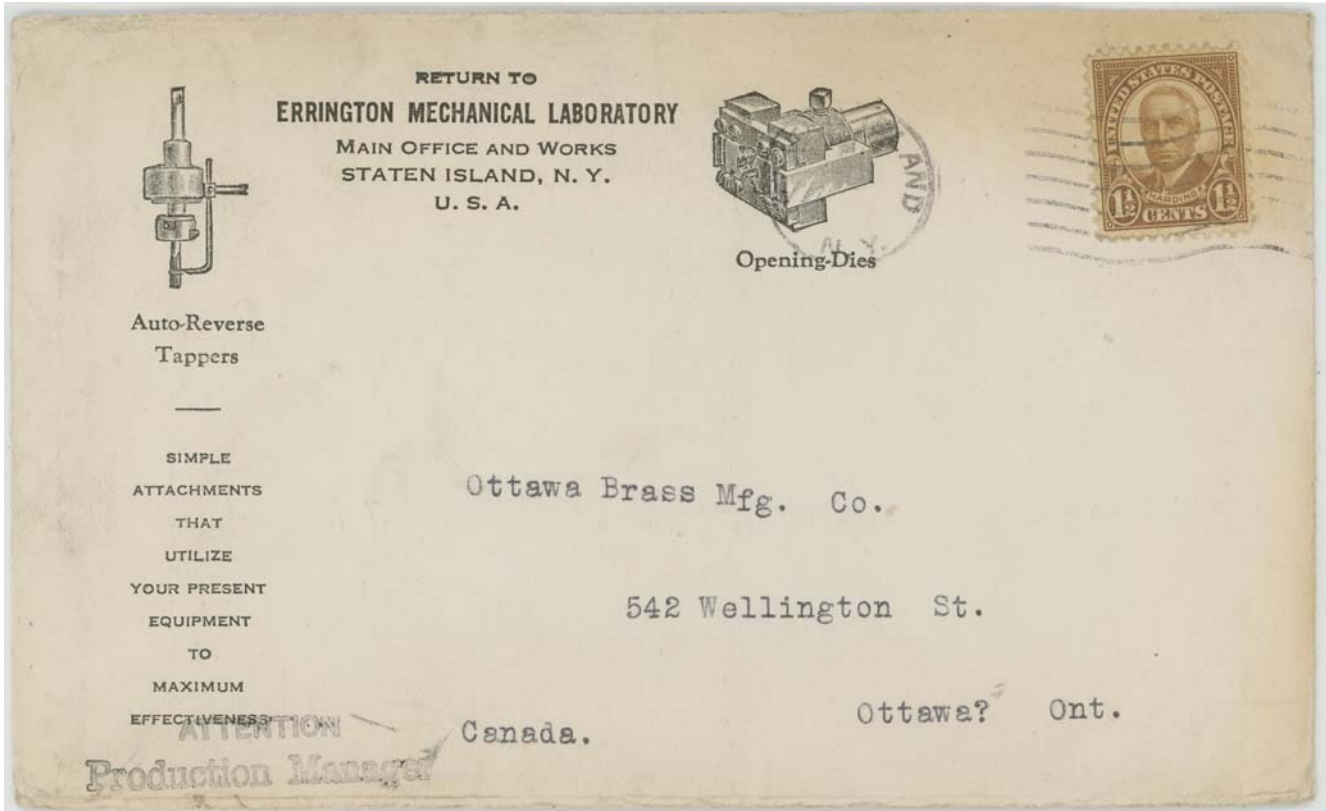 RETURN TO
ERRINGTON MECHANICAL LABORATORY
MAIN OFFICE AND WORKS
STATEN ISLAND, N. Y.
U. S. A.
Auto-Reverse
Tappers
SIMPLE
ATTACHMENTS
THAT
UTILIZE
YOUR PRESENT
EQUIPMENT
TO
MAXIMUM
EFFECTIVENESS
Opening-Dies
AND
N. Y.
UNITED STATES POSTAGE
HARDING
1½ CENTS 1½
Ottawa Brass Mfg. Co.
542 Wellington St.
Ottawa? Ont.
Canada.
ATTENTION
Production Manager